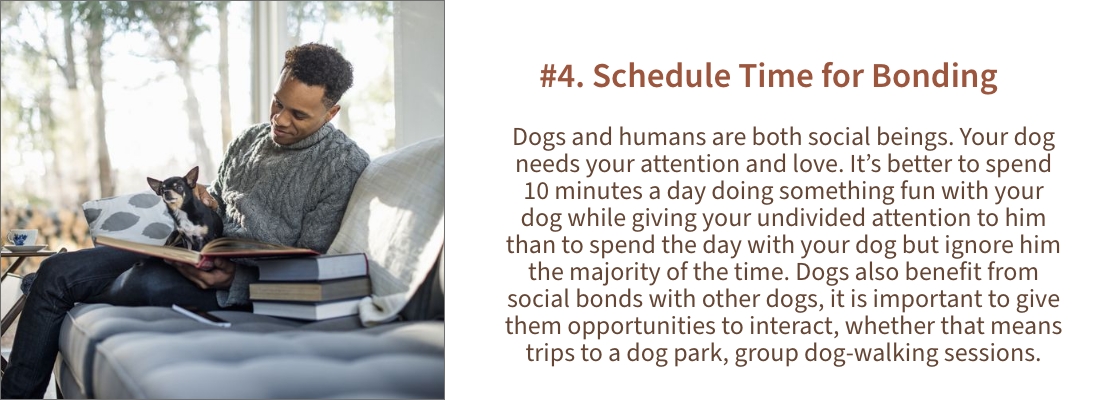 #4. Schedule Time for Bonding
Dogs and humans are both social beings. Your dog
needs your attention and love. It’s better to spend
10 minutes a day doing something fun with your
dog while giving your undivided attention to him
than to spend the day with your dog but ignore him
the majority of the time. Dogs also benefit from
social bonds with other dogs, it is important to give
them opportunities to interact, whether that means
trips to a dog park, group dog-walking sessions.